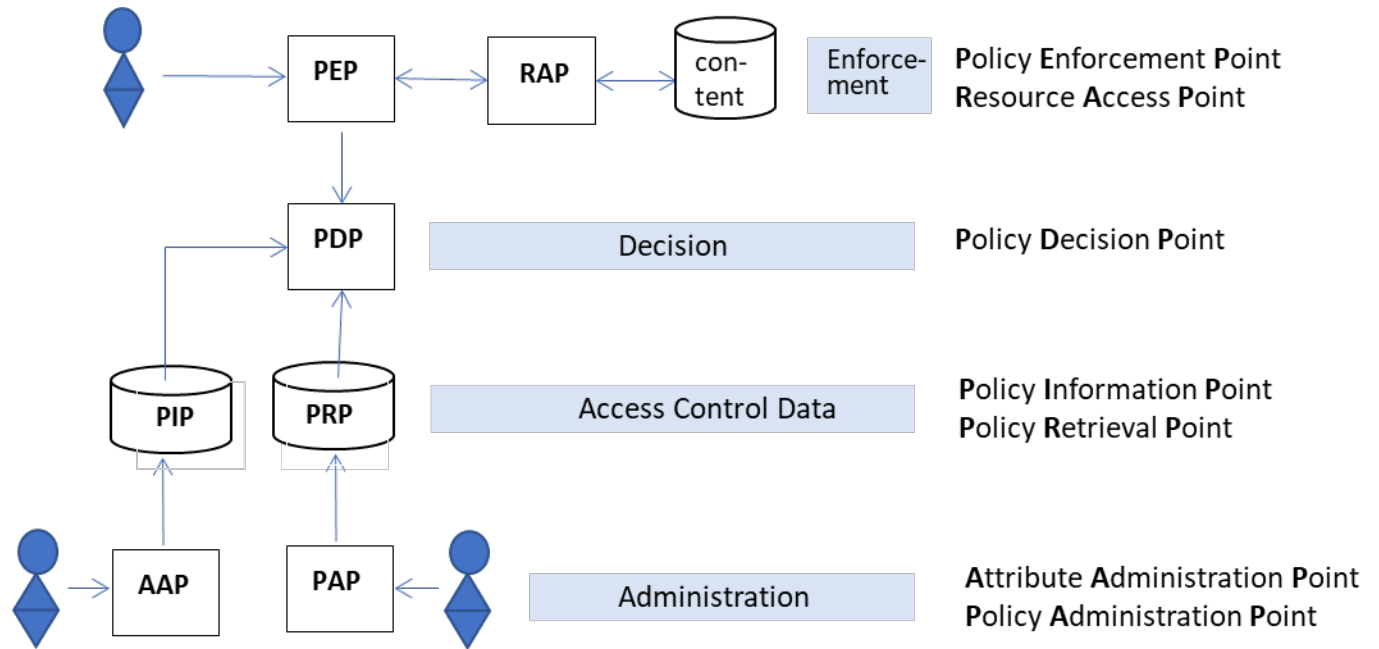 PEP
RAP
con-
tent
Enforce-
ment
Policy Enforcement Point
Resource Access Point
PDP
Decision
Policy Decision Point
PIP
PRP
Access Control Data
Policy Information Point
Policy Retrieval Point
AAP
PAP
Administration
Attribute Administration Point
Policy Administration Point